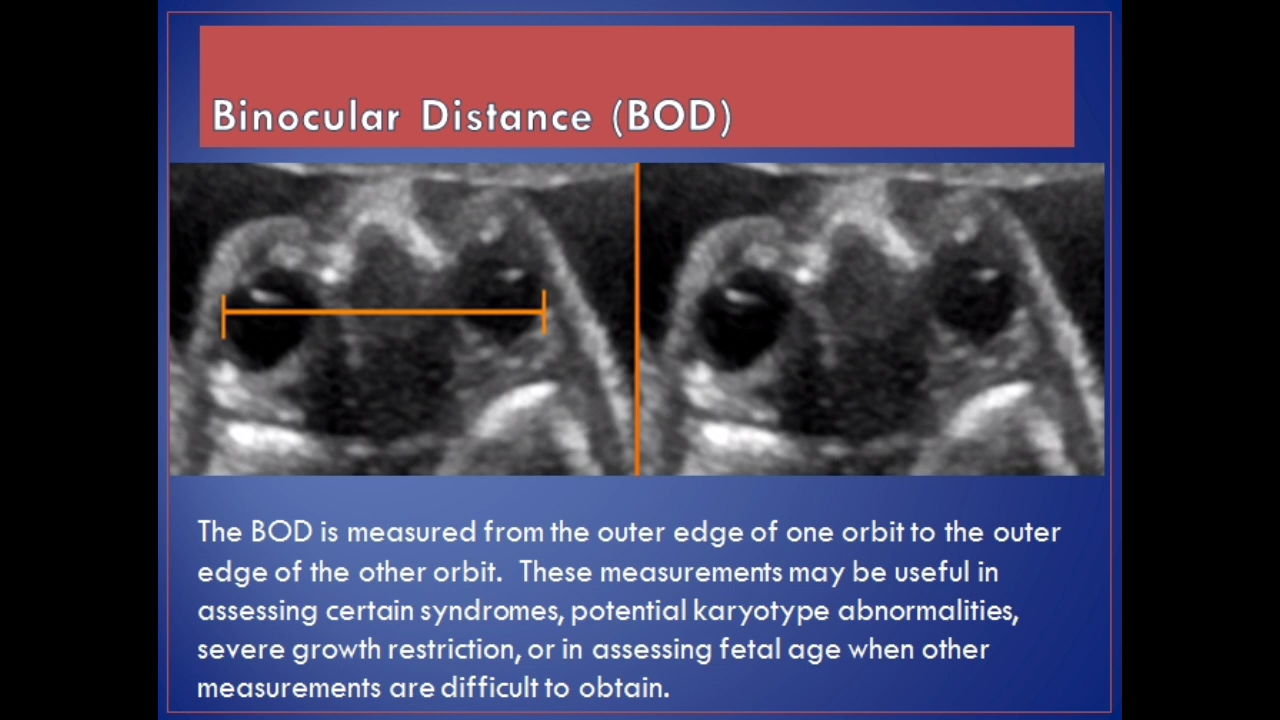 Binocular Distance (BOD)
The BOD is measured from the outer edge of one orbit to the outer
edge of the other orbit.  These measurements may be useful in
assessing certain syndromes, potential karyotype abnormalities,
severe growth restriction, or in assessing fetal age when other
measurements are difficult to obtain.